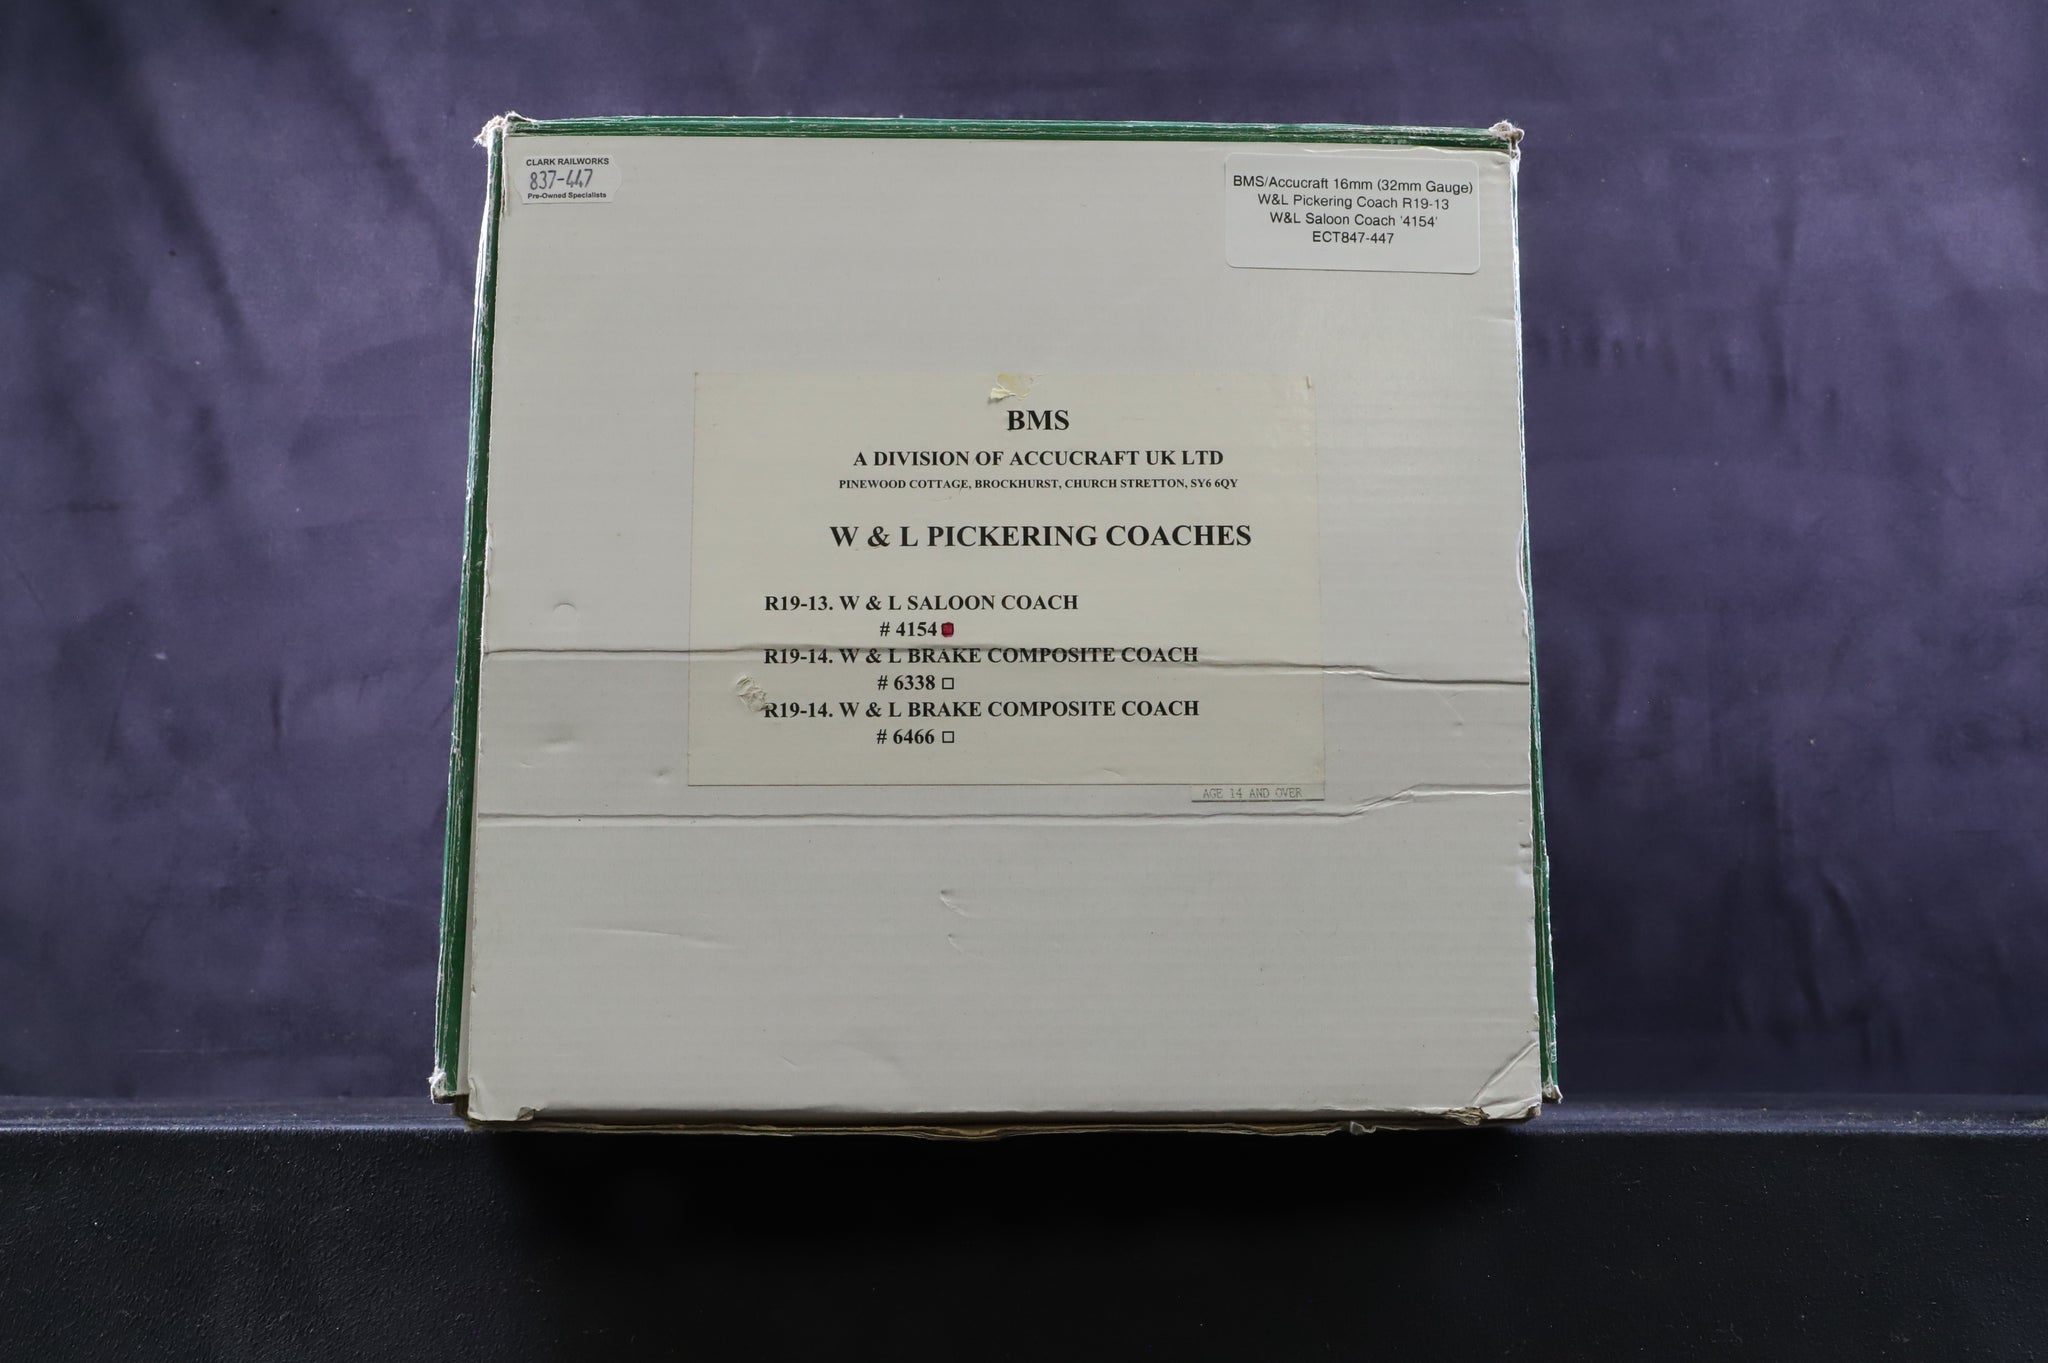 CLARK RAILWORKS
837-447
Pre-Owned Specialists
BMS/Accucraft 16mm (32mm Gauge)
W&L Pickering Coach R19-13
W&L Saloon Coach '4154'
ECT847-447
BMS
A DIVISION OF ACCUCRAFT UK LTD
PINEWOOD COTTAGE, BROCKHURST, CHURCH STRETTON, SY6 6QY
W & L PICKERING COACHES
R19-13. W & L SALOON COACH
# 4154
R19-14. W & L BRAKE COMPOSITE COACH
# 6338 □
R19-14. W & L BRAKE COMPOSITE COACH
# 6466 □
AGE 14 AND OVER